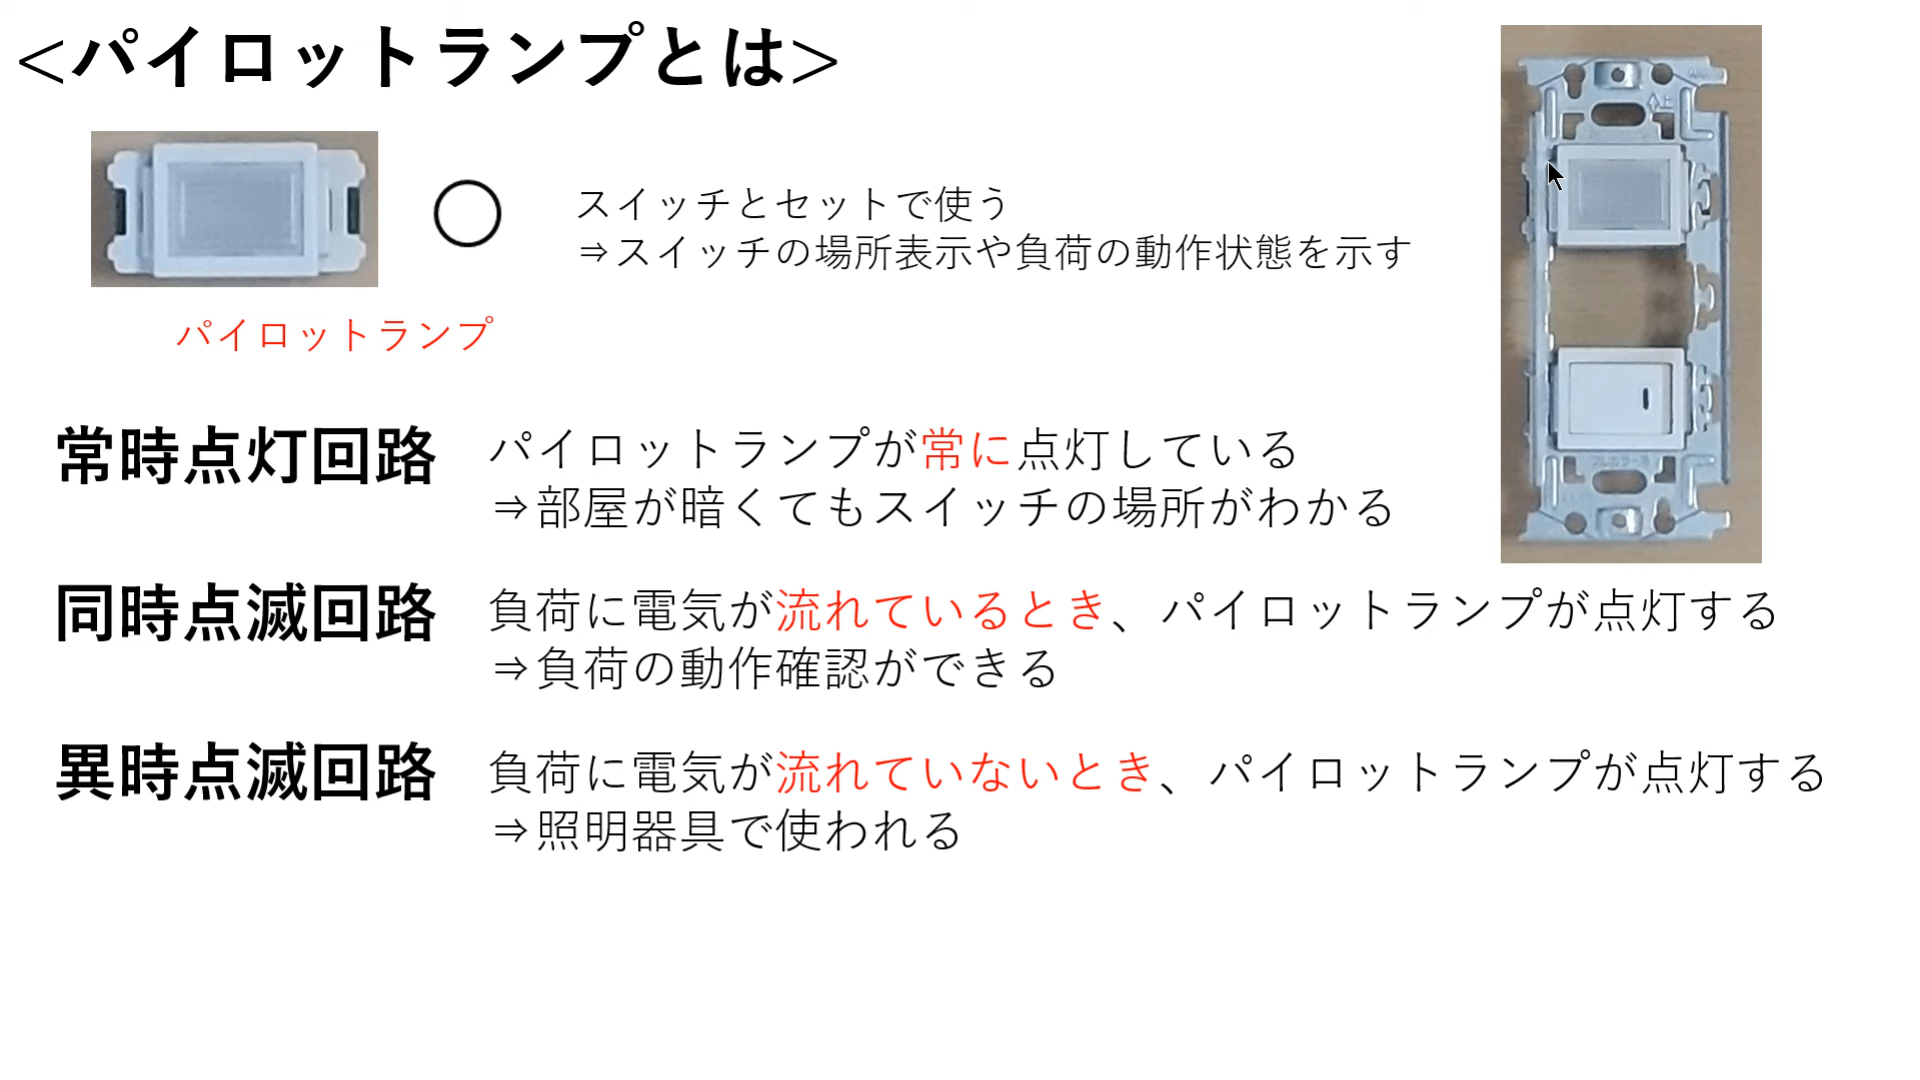 <パイロットランプとは>
スイッチとセットで使う
⇒スイッチの場所表示や負荷の動作状態を示す
パイロットランプ
常時点灯回路
パイロットランプが常に点灯している
⇒部屋が暗くてもスイッチの場所がわかる
同時点滅回路
負荷に電気が流れているとき、パイロットランプが点灯する
⇒負荷の動作確認ができる
異時点滅回路
負荷に電気が流れていないとき、パイロットランプが点灯する
⇒照明器具で使われる
上